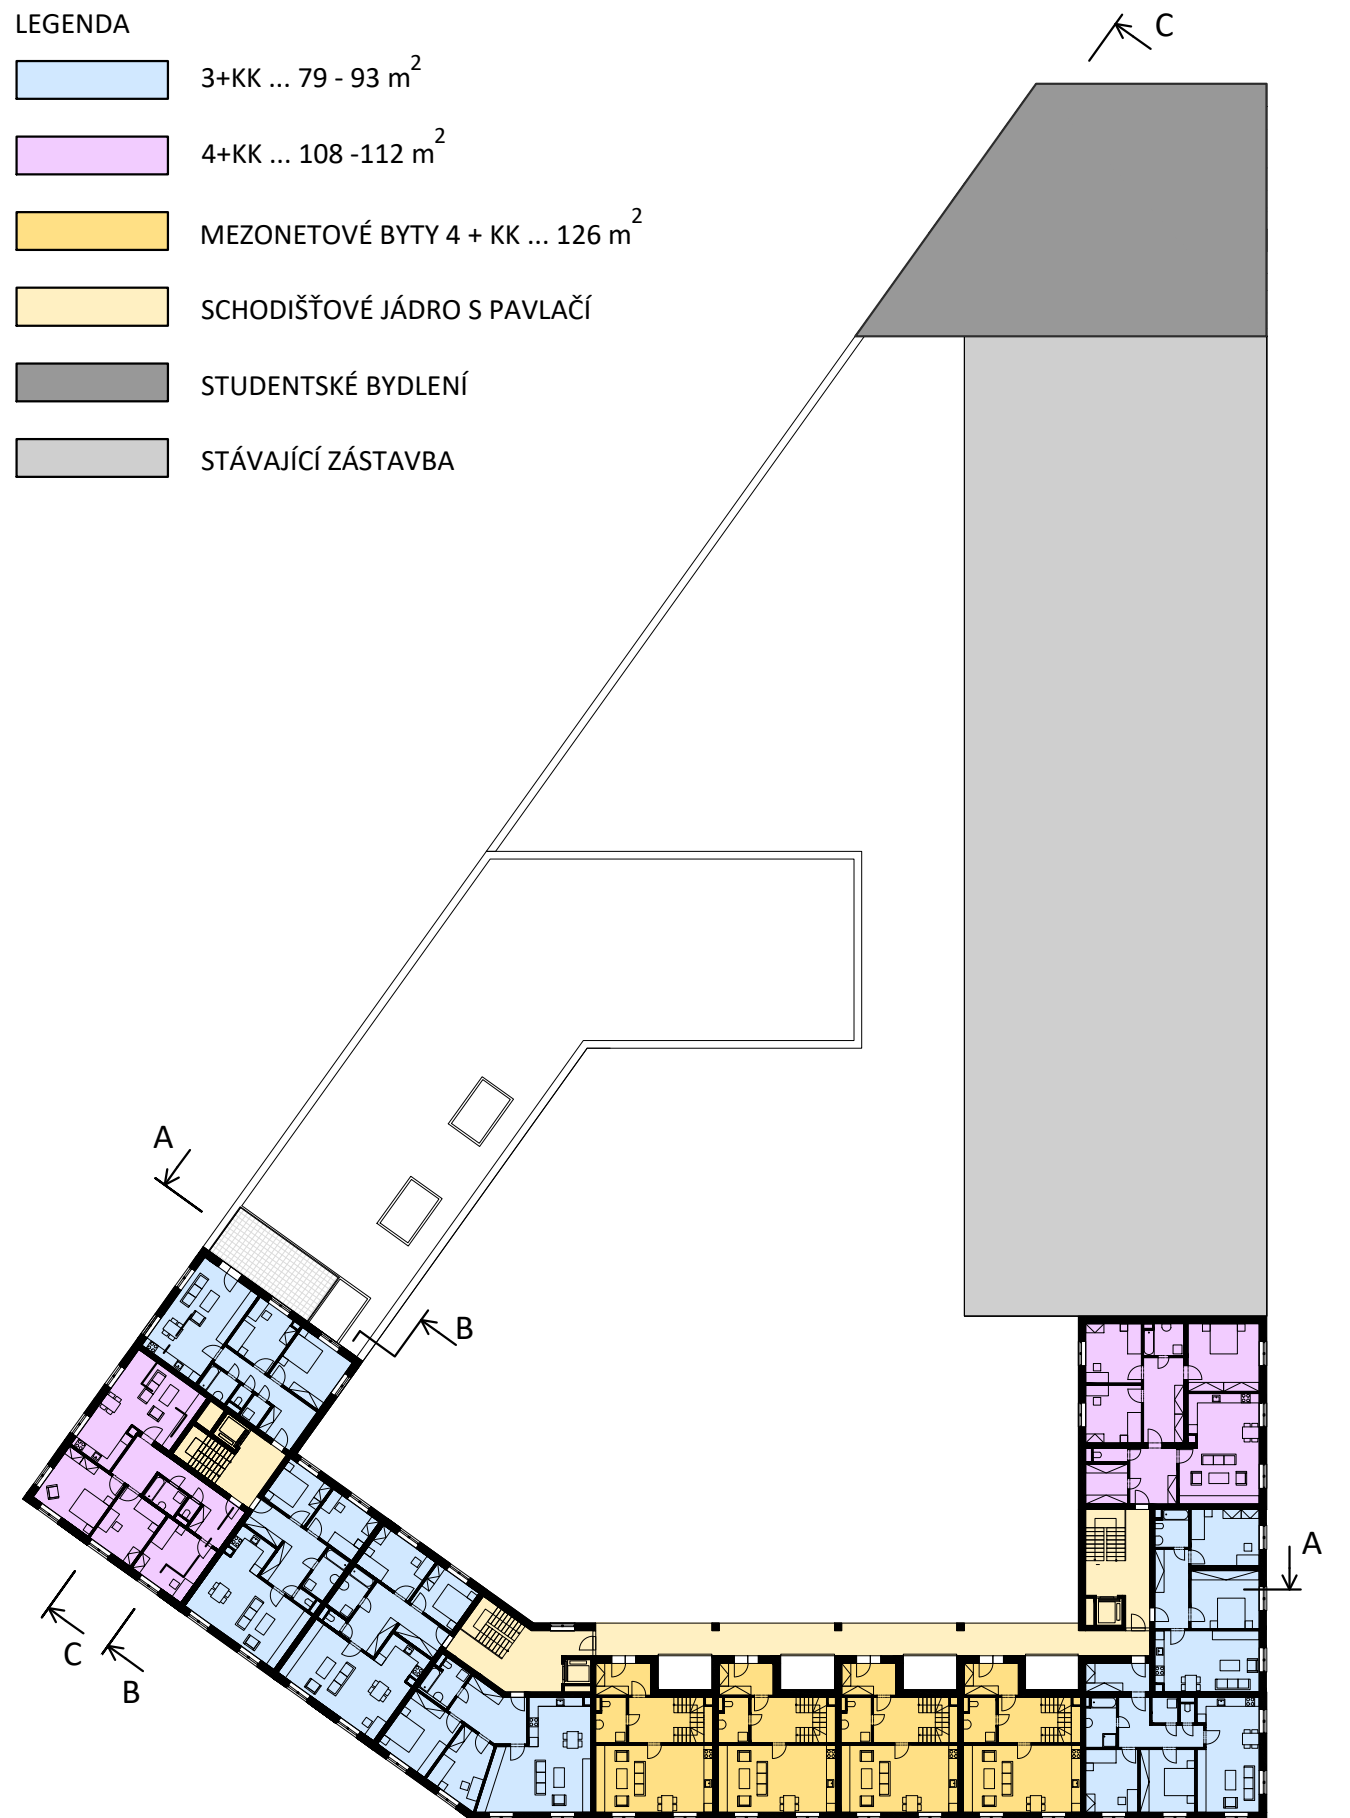 LEGENDA
3+KK ... 79 - 93 m²
4+KK ... 108 -112 m²
MEZONETOVÉ BYTY 4 + KK ... 126 m²
SCHODIŠŤOVÉ JÁDRO S PAVLAČÍ
STUDENTSKÉ BYDLENÍ
STÁVAJÍCÍ ZÁSTAVBA
C
A
B
A
C
B